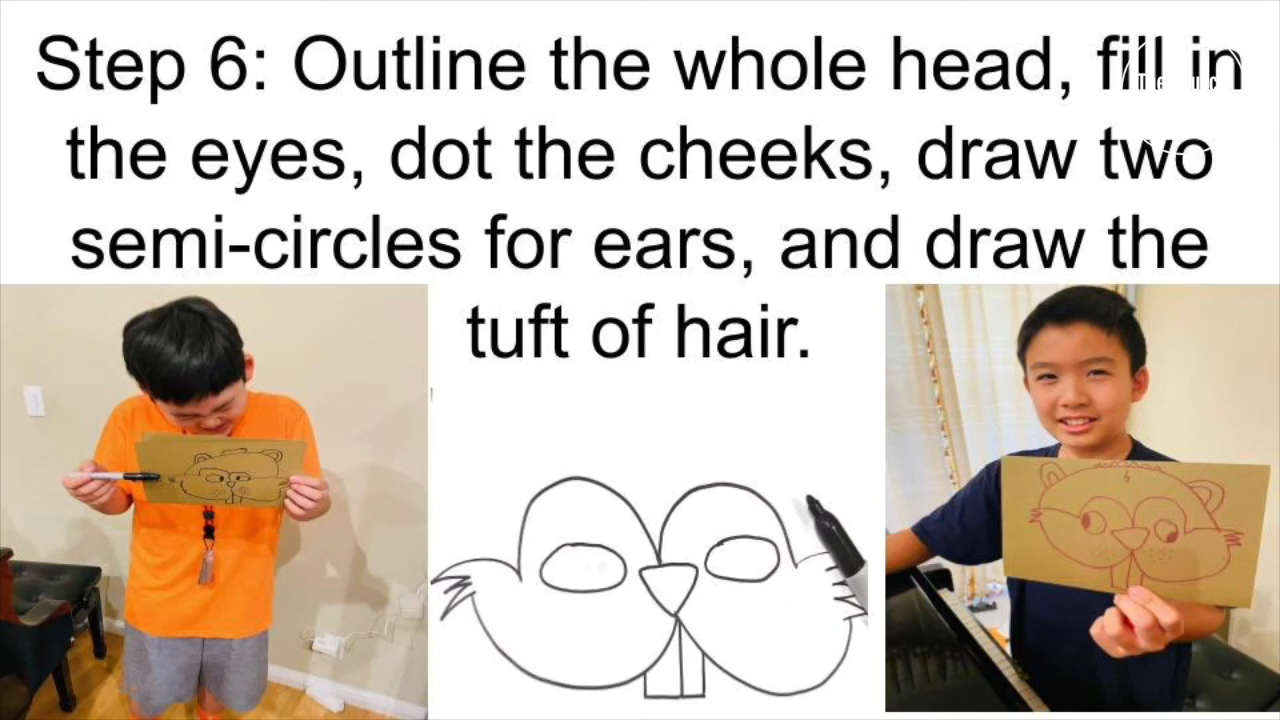 Step 6: Outline the whole head, fill in
the eyes, dot the cheeks, draw two
semi-circles for ears, and draw the
tuft of hair.